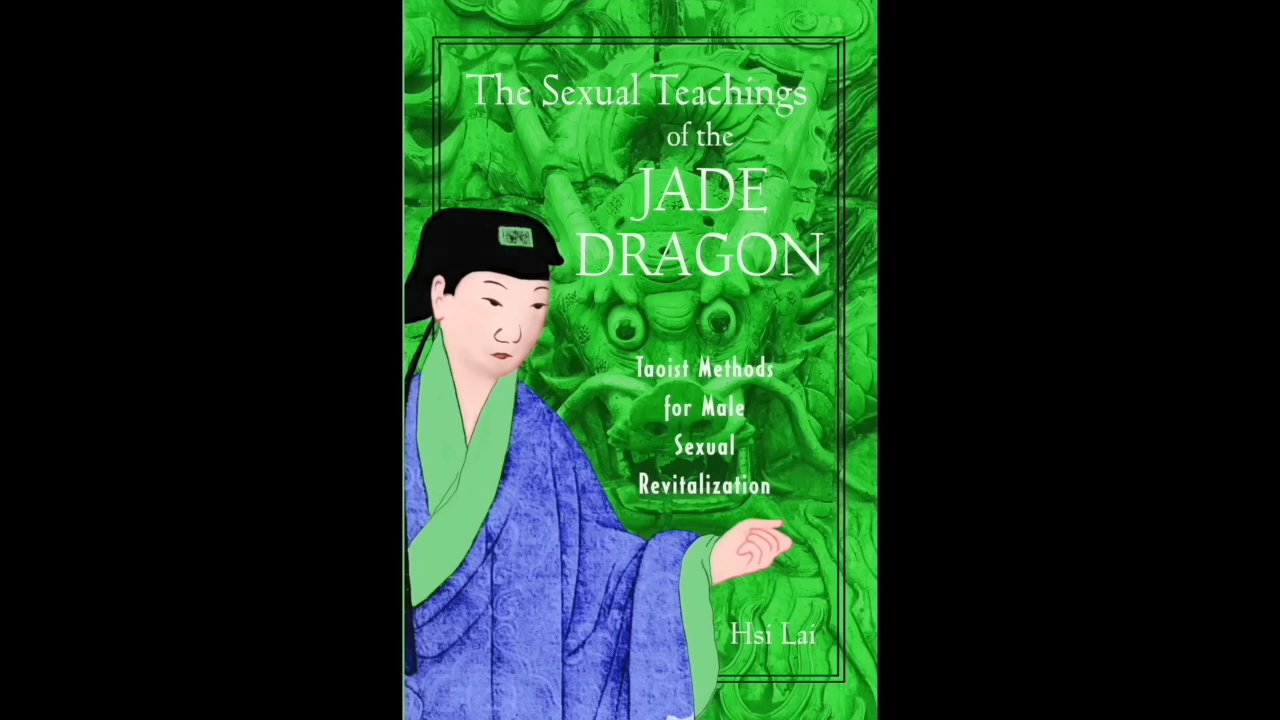 The Sexual Teachings
of the
JADE
DRAGON
Taoist Methods
for Male
Sexual
Revitalization
Hsi Lai